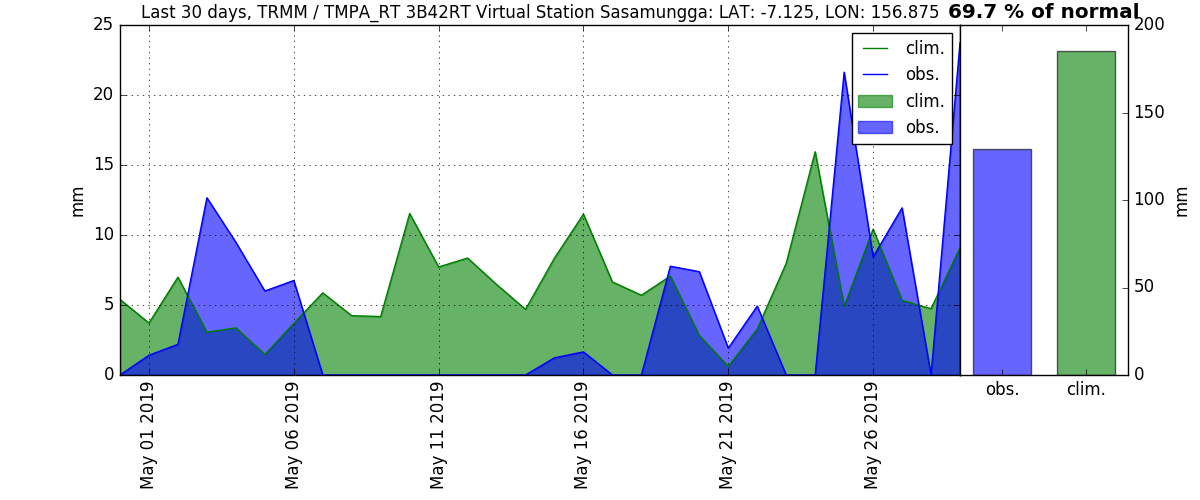 Last 30 days, TRMM / TMPA_RT 3B42RT Virtual Station Sasamungga: LAT: -7.125, LON: 156.875 69.7 % of normal
25
20
15
10
5
0
mm
clim.
obs.
clim.
obs.
200
150
100
50
0
mm
obs. clim.
May 01 2019
May 06 2019
May 11 2019
May 16 2019
May 21 2019
May 26 2019